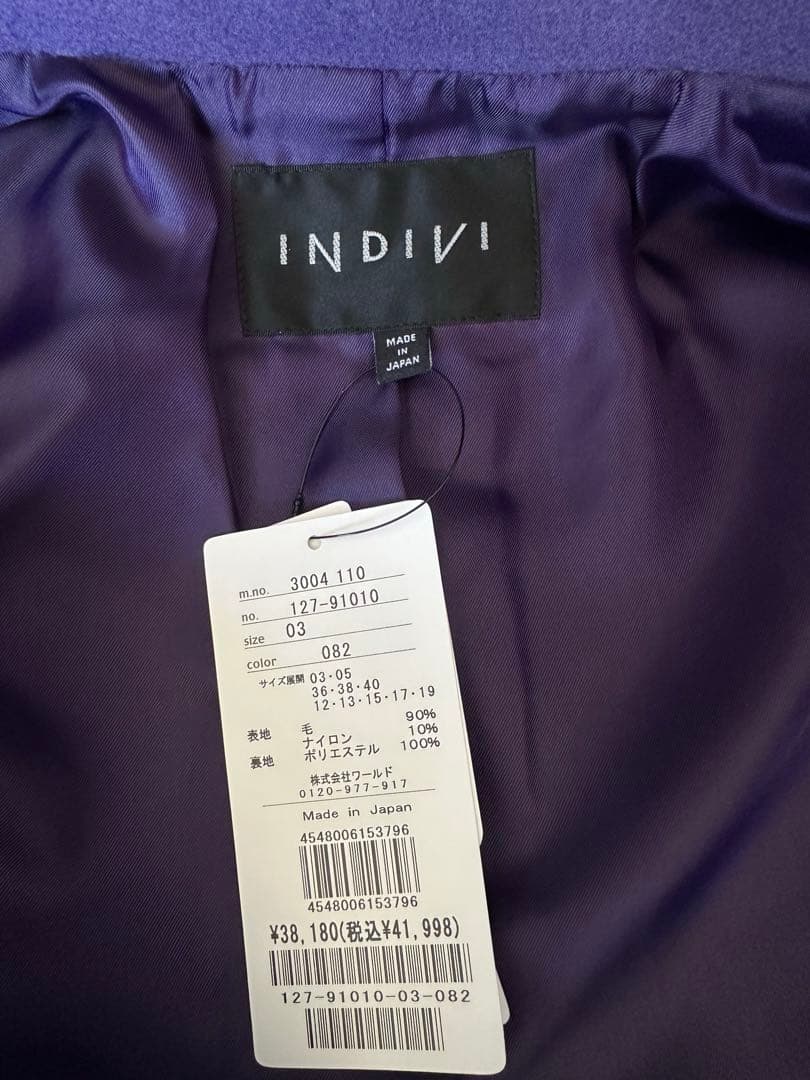 INDIVI
MADE
IN
JAPAN
m.no. 3004 110
no. 127-91010
size 03
color 082
サイズ展開 03・05
36・38・40
12・13・15・17・19
表地 毛 90%
ナイロン 10%
裏地 ポリエステル 100%
株式会社ワールド
0120-977-917
Made in Japan
4548006153796
4548006153796
¥38,180(税込¥41,998)
127-91010-03-082